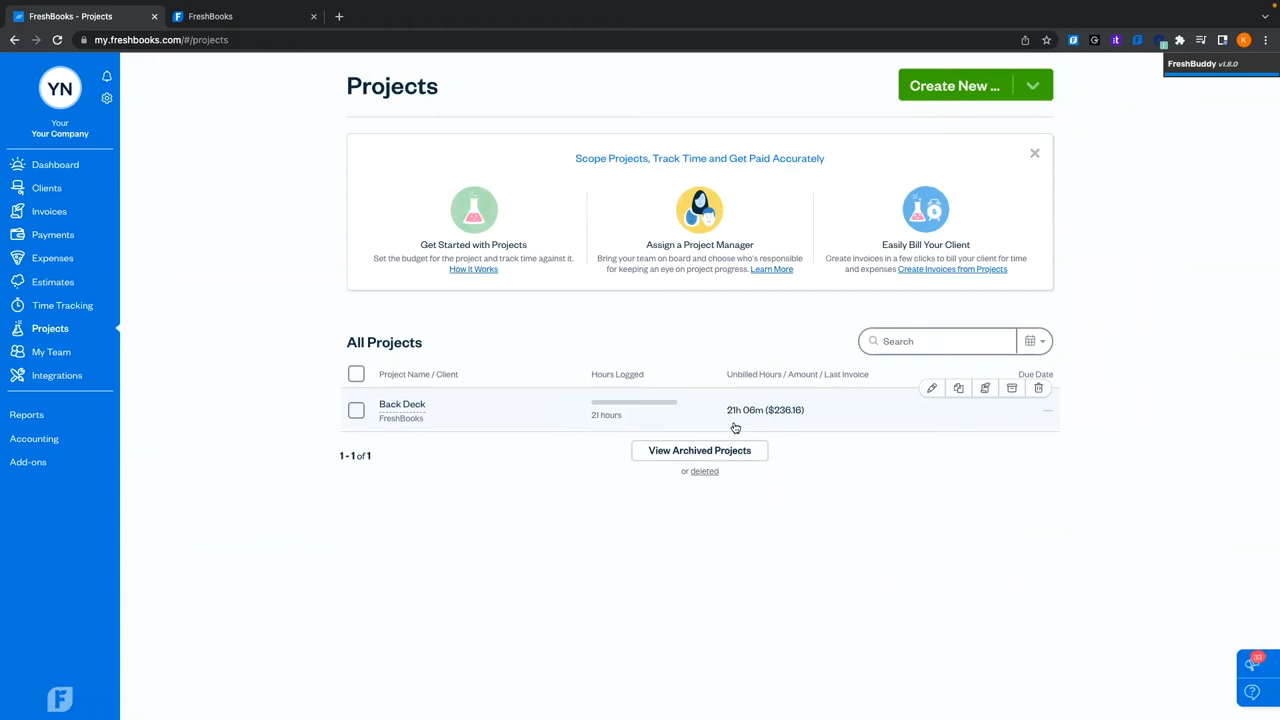 FreshBooks - Projects
FreshBooks
my.freshbooks.com/#/projects
FreshBuddy v1.8.0
YN
Your
Your Company
Dashboard
Clients
Invoices
Payments
Expenses
Estimates
Time Tracking
Projects
My Team
Integrations
Reports
Accounting
Add-ons
Projects
Create New ...
Scope Projects, Track Time and Get Paid Accurately
Get Started with Projects
Set the budget for the project and track time against it.
How It Works
Assign a Project Manager
Bring your team on board and choose who's responsible
for keeping an eye on project progress. Learn More
Easily Bill Your Client
Create invoices in a few clicks to bill your client for time
and expenses Create Invoices from Projects
All Projects
Search
Project Name / Client
Hours Logged
Unbilled Hours / Amount / Last Invoice
Due Date
Back Deck
FreshBooks
21 hours
21h 06m ($236.16)
—
1 - 1 of 1
View Archived Projects
or deleted
33